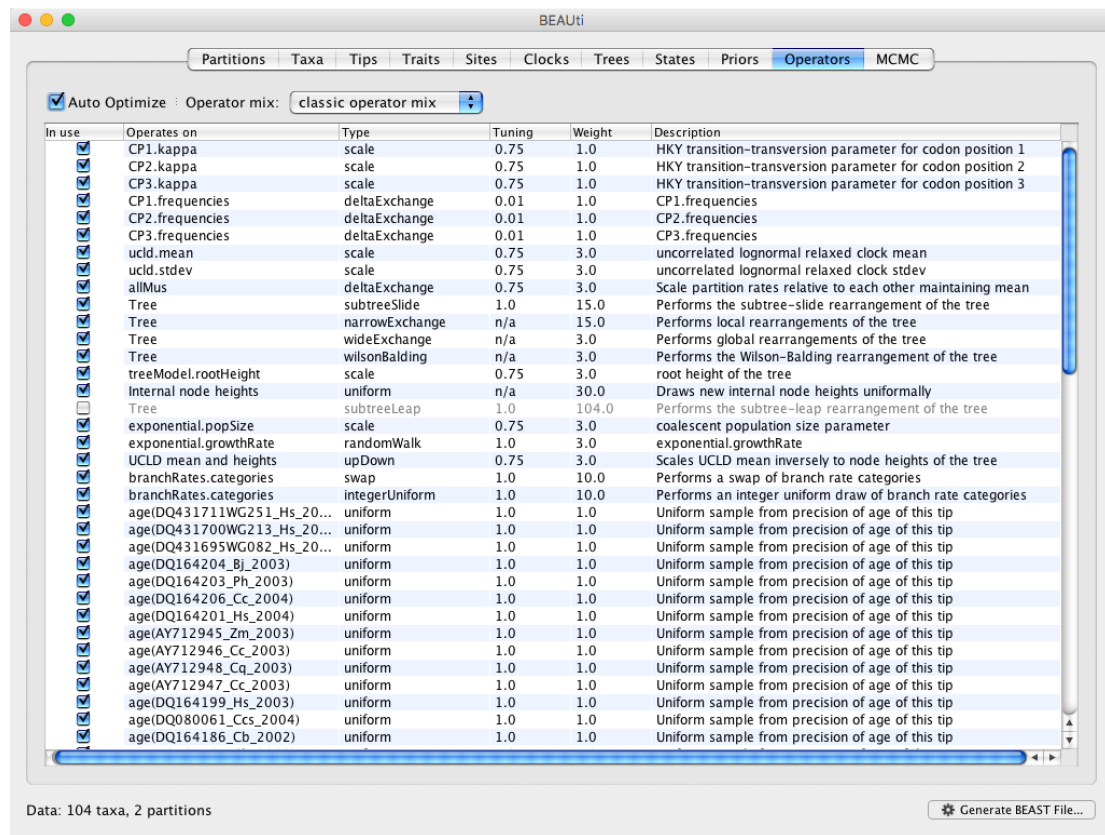 BEAUti
Partitions Taxa Tips Traits Sites Clocks Trees States Priors Operators MCMC
Auto Optimize Operator mix: classic operator mix
In use Operates on Type Tuning Weight Description
CP1.kappa scale 0.75 1.0 HKY transition-transversion parameter for codon position 1
CP2.kappa scale 0.75 1.0 HKY transition-transversion parameter for codon position 2
CP3.kappa scale 0.75 1.0 HKY transition-transversion parameter for codon position 3
CP1.frequencies deltaExchange 0.01 1.0 CP1.frequencies
CP2.frequencies deltaExchange 0.01 1.0 CP2.frequencies
CP3.frequencies deltaExchange 0.01 1.0 CP3.frequencies
ucld.mean scale 0.75 3.0 uncorrelated lognormal relaxed clock mean
ucld.stdev scale 0.75 3.0 uncorrelated lognormal relaxed clock stdev
allMus deltaExchange 0.75 3.0 Scale partition rates relative to each other maintaining mean
Tree subtreeSlide 1.0 15.0 Performs the subtree-slide rearrangement of the tree
Tree narrowExchange n/a 15.0 Performs local rearrangements of the tree
Tree wideExchange n/a 3.0 Performs global rearrangements of the tree
Tree wilsonBalding n/a 3.0 Performs the Wilson-Balding rearrangement of the tree
treeModel.rootHeight scale 0.75 3.0 root height of the tree
Internal node heights uniform n/a 30.0 Draws new internal node heights uniformly
Tree subtreeLeap 1.0 104.0 Performs the subtree-leap rearrangement of the tree
exponential.popSize scale 0.75 3.0 coalescent population size parameter
exponential.growthRate randomWalk 1.0 3.0 exponential.growthRate
UCLD mean and heights upDown 0.75 3.0 Scales UCLD mean inversely to node heights of the tree
branchRates.categories swap 1.0 10.0 Performs a swap of branch rate categories
branchRates.categories integerUniform 1.0 10.0 Performs an integer uniform draw of branch rate categories
age(DQ431711WG251_Hs_20... uniform 1.0 1.0 Uniform sample from precision of age of this tip
age(DQ431700WG213_Hs_20... uniform 1.0 1.0 Uniform sample from precision of age of this tip
age(DQ431695WG082_Hs_20... uniform 1.0 1.0 Uniform sample from precision of age of this tip
age(DQ164204_Bj_2003) uniform 1.0 1.0 Uniform sample from precision of age of this tip
age(DQ164203_Ph_2003) uniform 1.0 1.0 Uniform sample from precision of age of this tip
age(DQ164206_Cc_2004) uniform 1.0 1.0 Uniform sample from precision of age of this tip
age(DQ164201_Hs_2004) uniform 1.0 1.0 Uniform sample from precision of age of this tip
age(AY712945_Zm_2003) uniform 1.0 1.0 Uniform sample from precision of age of this tip
age(AY712946_Cc_2003) uniform 1.0 1.0 Uniform sample from precision of age of this tip
age(AY712948_Cq_2003) uniform 1.0 1.0 Uniform sample from precision of age of this tip
age(AY712947_Cc_2003) uniform 1.0 1.0 Uniform sample from precision of age of this tip
age(DQ164199_Hs_2003) uniform 1.0 1.0 Uniform sample from precision of age of this tip
age(DQ080061_Ccs_2004) uniform 1.0 1.0 Uniform sample from precision of age of this tip
age(DQ164186_Cb_2002) uniform 1.0 1.0 Uniform sample from precision of age of this tip
Data: 104 taxa, 2 partitions
Generate BEAST File...